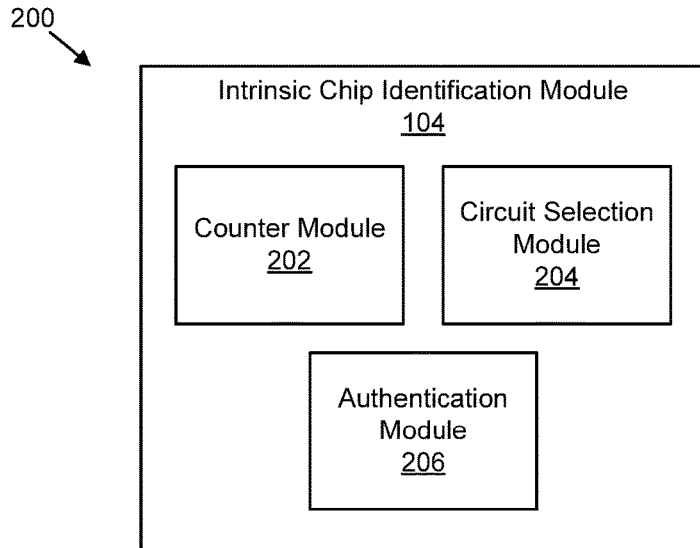 200
Intrinsic Chip Identification Module
104
Counter Module
202
Circuit Selection
Module
204
Authentication
Module
206